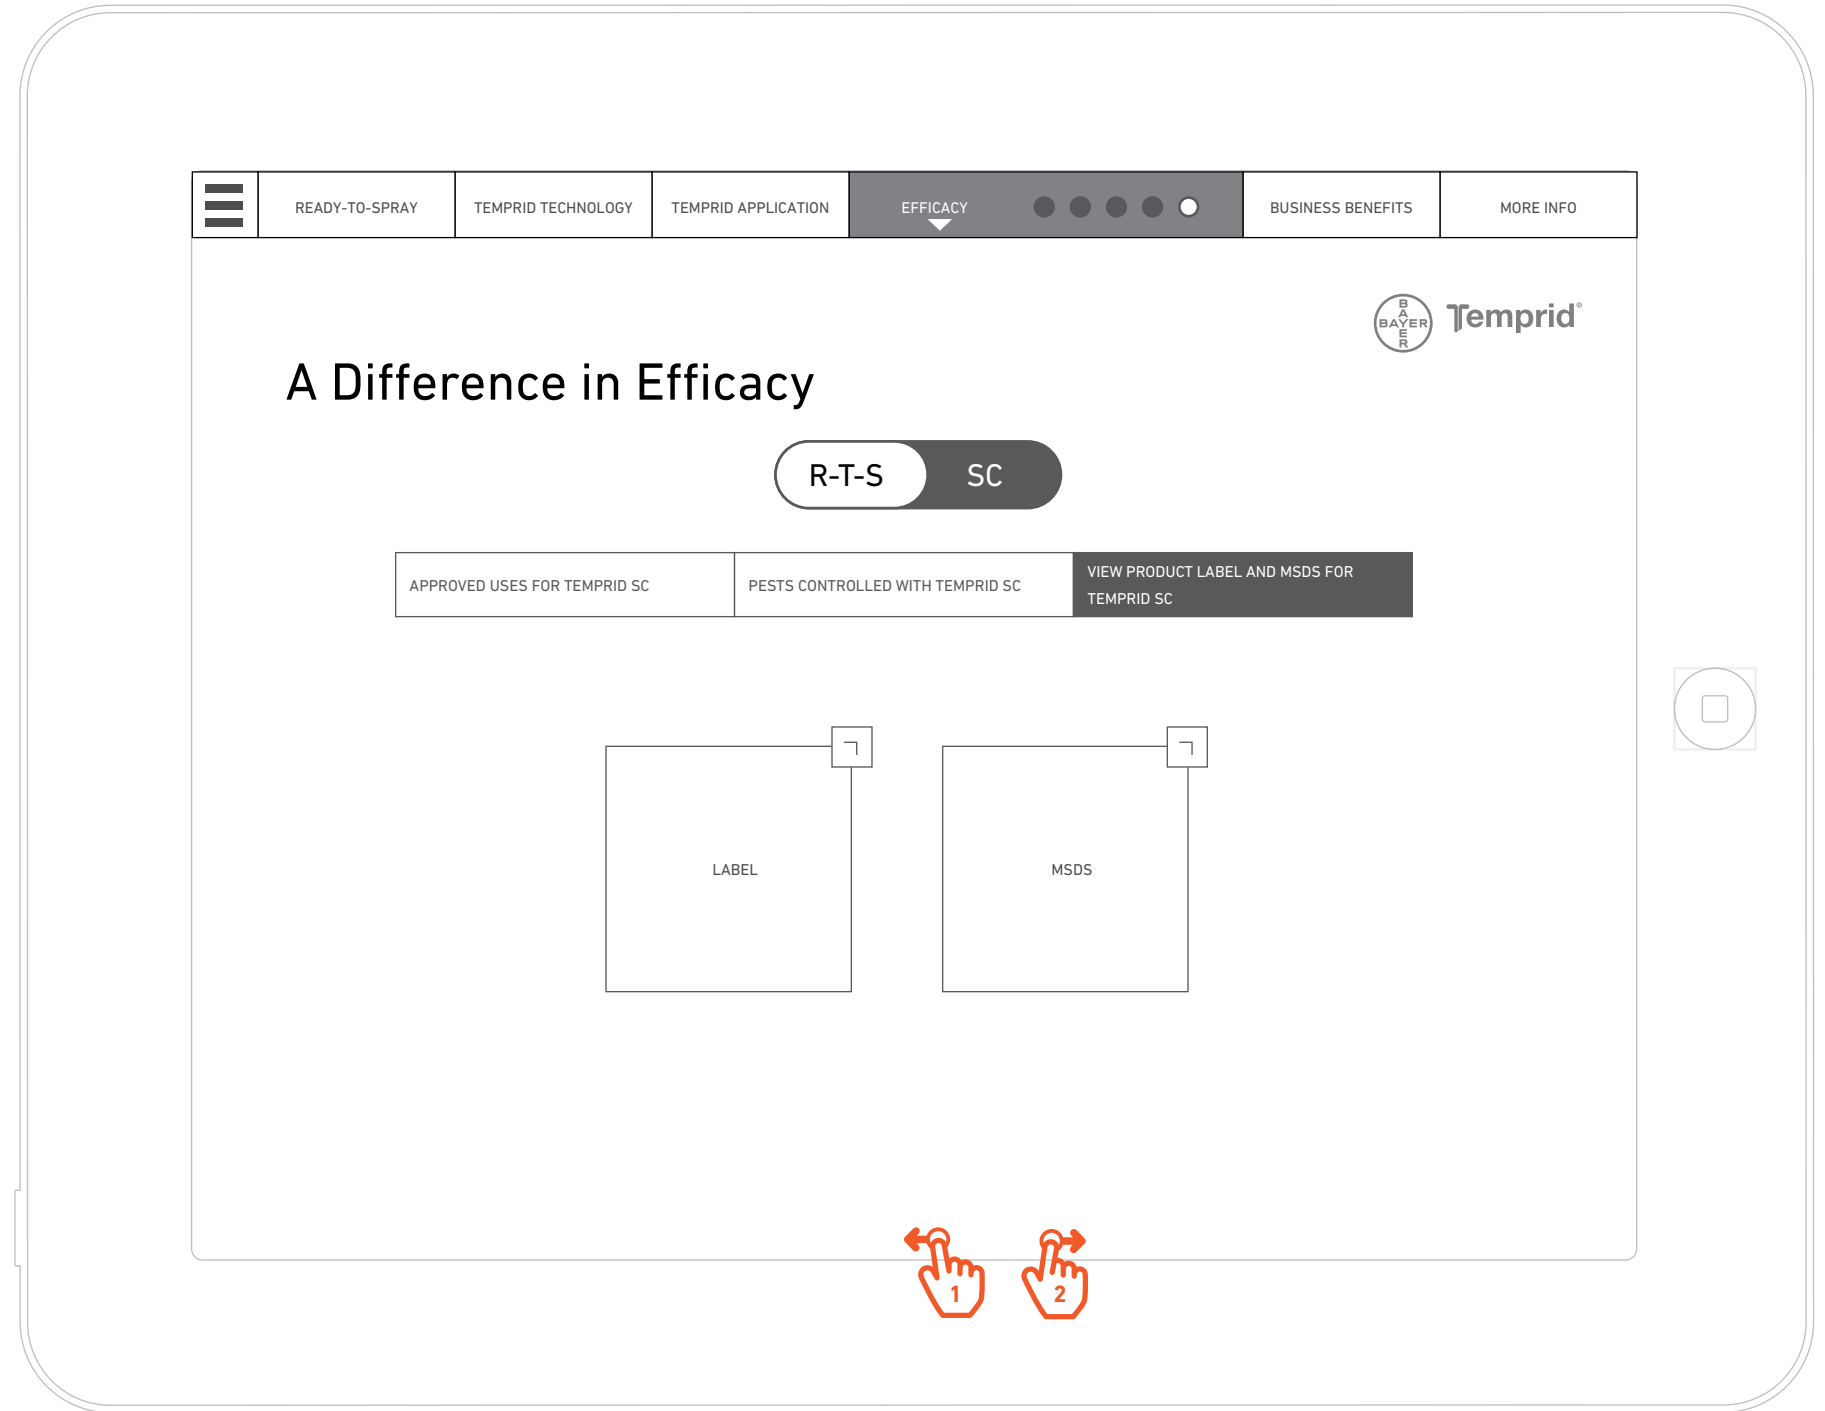 READY-TO-SPRAY
TEMPRID TECHNOLOGY
TEMPRID APPLICATION
EFFICACY
BUSINESS BENEFITS
MORE INFO
BAYER
BAYER
Temprid®
A Difference in Efficacy
R-T-S
SC
APPROVED USES FOR TEMPRID SC
PESTS CONTROLLED WITH TEMPRID SC
VIEW PRODUCT LABEL AND MSDS FOR
TEMPRID SC
LABEL
MSDS
1
2